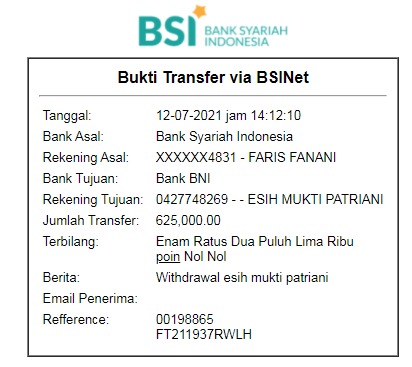 BSI BANK SYARIAH
INDONESIA
Bukti Transfer via BSINet
Tanggal: 12-07-2021 jam 14:12:10
Bank Asal: Bank Syariah Indonesia
Rekening Asal: XXXXXX4831 - FARIS FANANI
Bank Tujuan: Bank BNI
Rekening Tujuan: 0427748269 - - ESIH MUKTI PATRIANI
Jumlah Transfer: 625,000.00
Terbilang: Enam Ratus Dua Puluh Lima Ribu
poin Nol Nol
Berita: Withdrawal esih mukti patriani
Email Penerima:
Refference: 00198865
FT211937RWLH